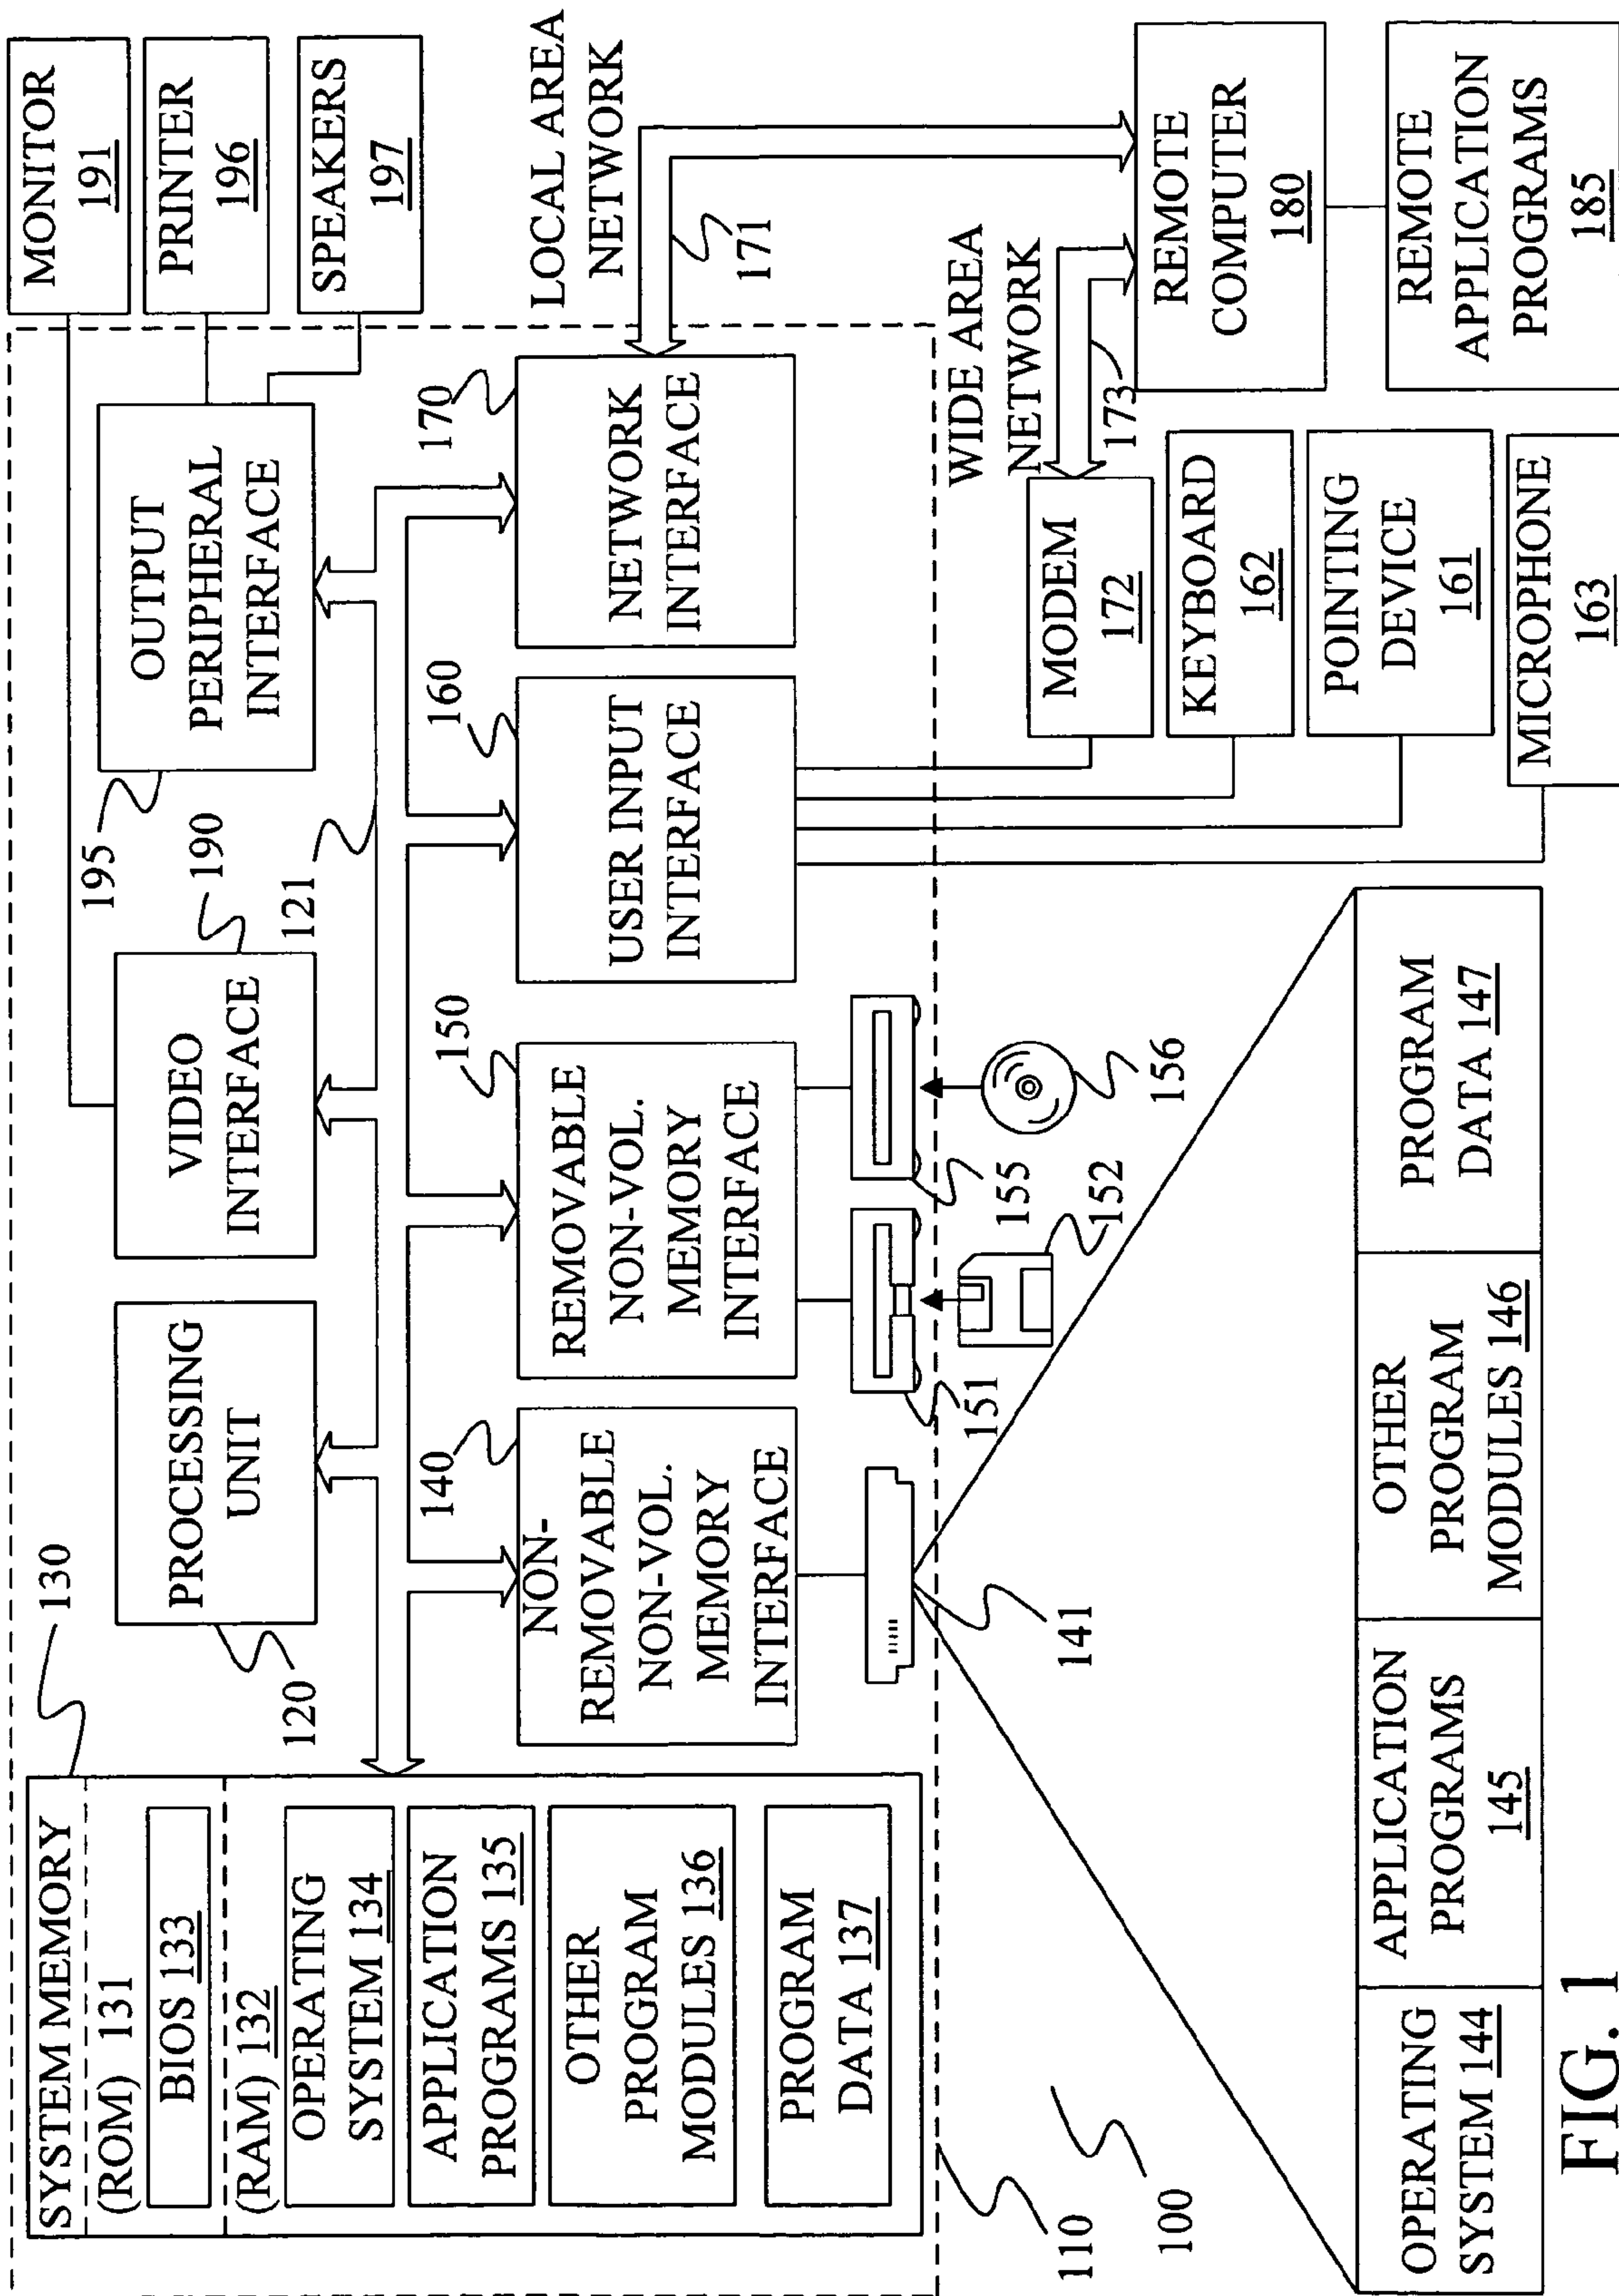 SYSTEM MEMORY
(ROM) 131
BIOS 133
(RAM) 132
OPERATING
SYSTEM 134
APPLICATION
PROGRAMS 135
OTHER
PROGRAM
MODULES 136
PROGRAM
DATA 137
130
PROCESSING
UNIT
120
VIDEO
INTERFACE
190
OUTPUT
PERIPHERAL
INTERFACE
195
121
MONITOR
191
PRINTER
196
SPEAKERS
197
NON-
REMOVABLE
NON-VOL.
MEMORY
INTERFACE
140
REMOVABLE
NON-VOL.
MEMORY
INTERFACE
150
USER INPUT
INTERFACE
160
NETWORK
INTERFACE
170
LOCAL AREA
NETWORK
171
141
151
152
155
156
WIDE AREA
NETWORK
173
MODEM
172
KEYBOARD
162
POINTING
DEVICE
161
MICROPHONE
163
REMOTE
COMPUTER
180
REMOTE
APPLICATION
PROGRAMS
185
110
100
OPERATING
SYSTEM 144
APPLICATION
PROGRAMS
145
OTHER
PROGRAM
MODULES 146
PROGRAM
DATA 147
FIG. 1